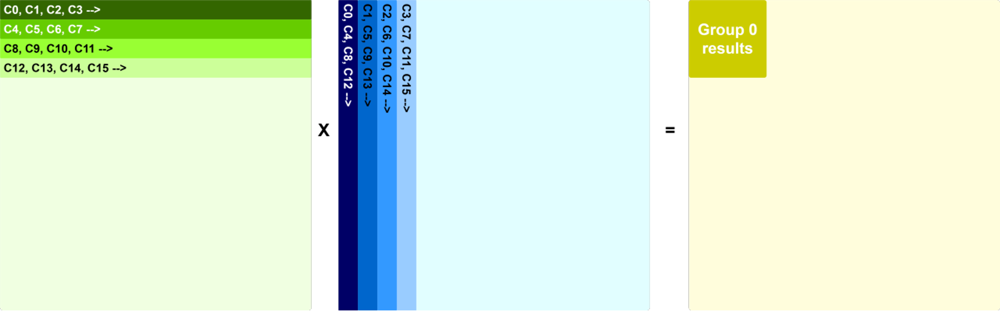 C0, C1, C2, C3 -->
C4, C5, C6, C7 -->
C8, C9, C10, C11 -->
C12, C13, C14, C15 -->
X
C0, C4, C8, C12 -->
C1, C5, C9, C13 -->
C2, C6, C10, C14 -->
C3, C7, C11, C15 -->
=
Group 0
results